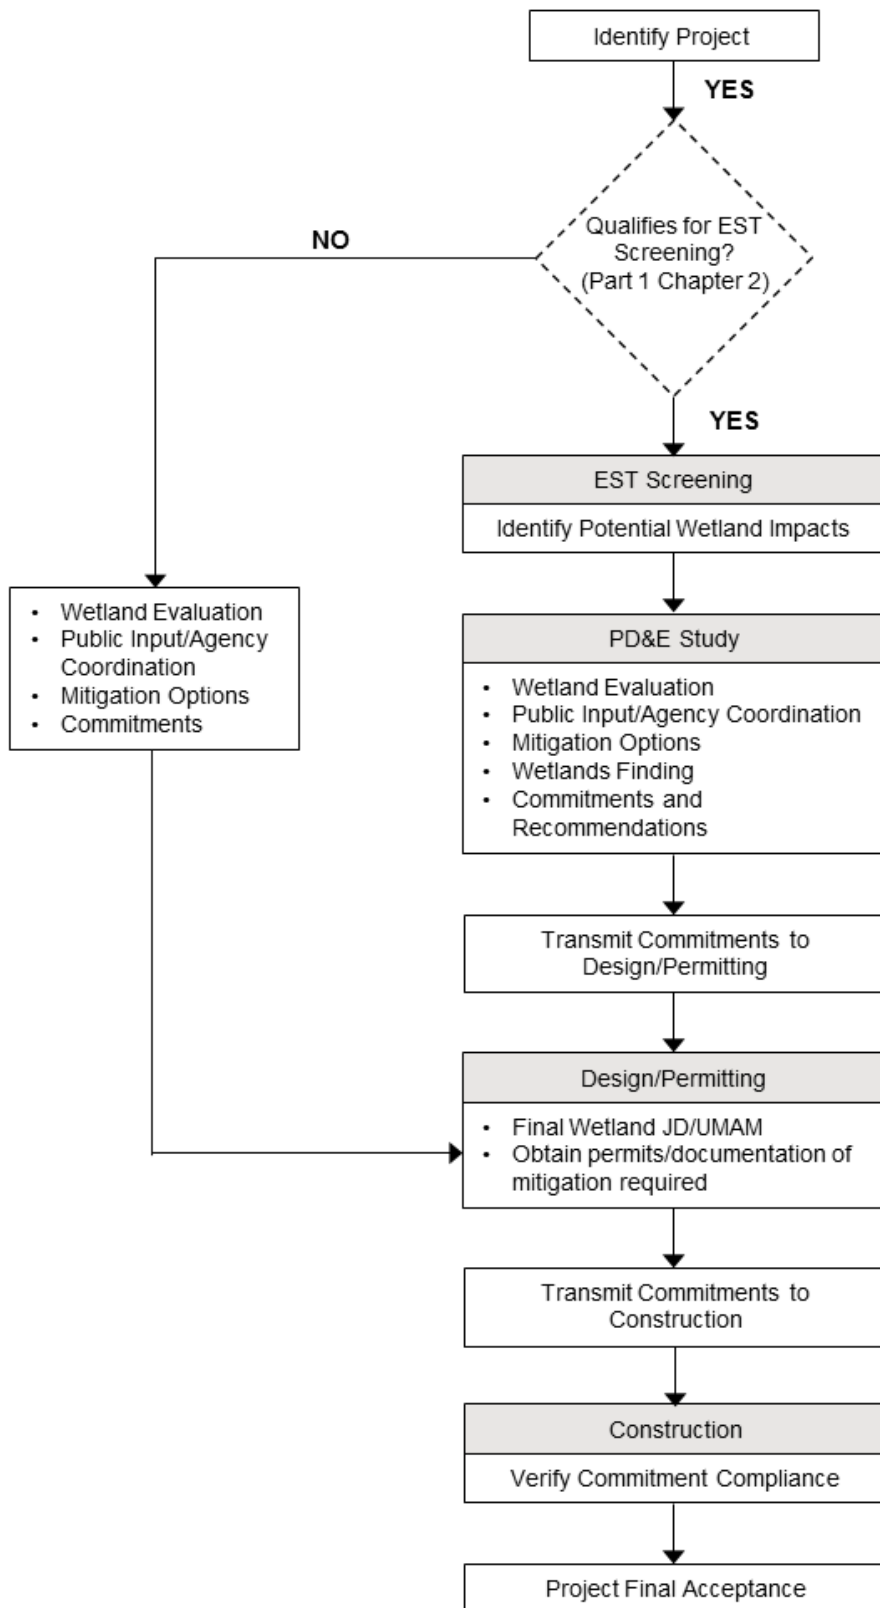 Identify Project
YES
Qualifies for EST
Screening?
(Part 1 Chapter 2)
NO
YES
EST Screening
Identify Potential Wetland Impacts
• Wetland Evaluation
• Public Input/Agency
Coordination
• Mitigation Options
• Commitments
PD&E Study
• Wetland Evaluation
• Public Input/Agency Coordination
• Mitigation Options
• Wetlands Finding
• Commitments and
Recommendations
Transmit Commitments to
Design/Permitting
Design/Permitting
• Final Wetland JD/UMAM
• Obtain permits/documentation of
mitigation required
Transmit Commitments to
Construction
Construction
Verify Commitment Compliance
Project Final Acceptance